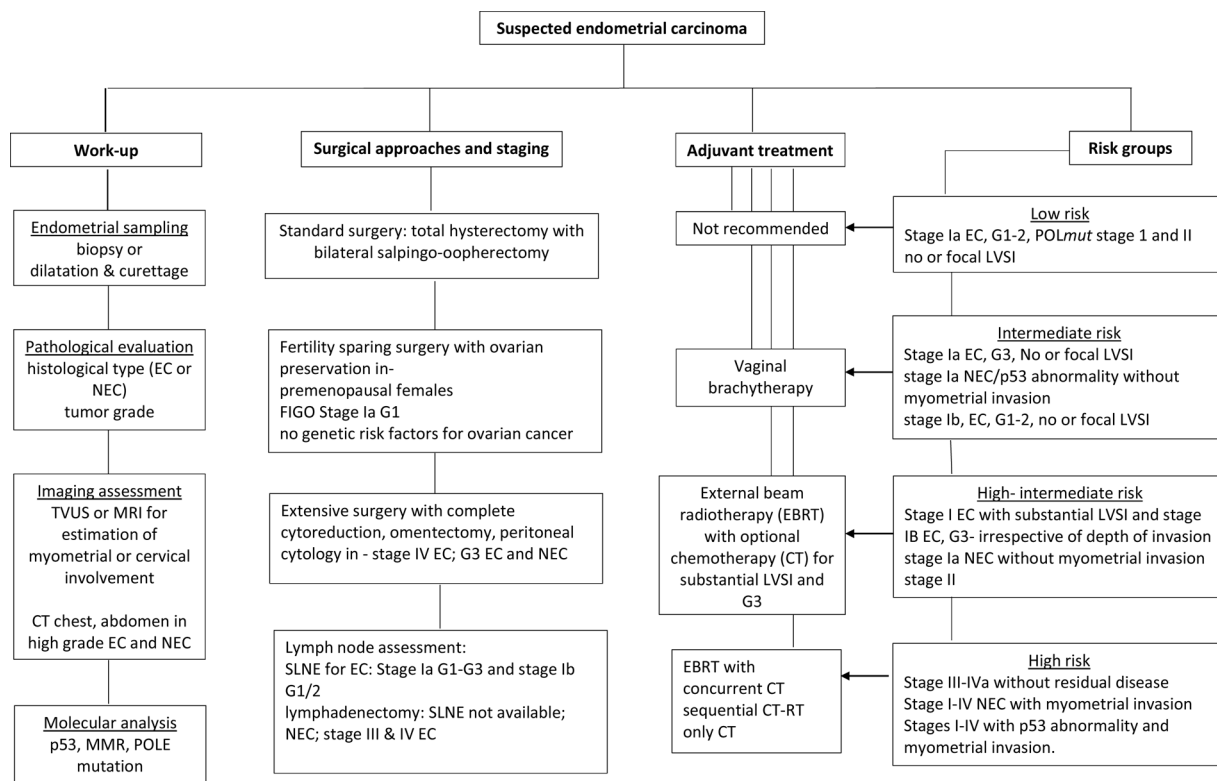 Suspected endometrial carcinoma
Work-up
Endometrial sampling
biopsy or
dilatation & curettage
Pathological evaluation
histological type (EC or
NEC)
tumor grade
Imaging assessment
TVUS or MRI for
estimation of
myometrial or cervical
involvement
CT chest, abdomen in
high grade EC and NEC
Molecular analysis
p53, MMR, POLE
mutation
Surgical approaches and staging
Standard surgery: total hysterectomy with
bilateral salpingo-oopherectomy
Fertility sparing surgery with ovarian
preservation in-
premenopausal females
FIGO Stage Ia G1
no genetic risk factors for ovarian cancer
Extensive surgery with complete
cytoreduction, omentectomy, peritoneal
cytology in - stage IV EC; G3 EC and NEC
Lymph node assessment:
SLNE for EC: Stage Ia G1-G3 and stage Ib
G1/2
lymphadenectomy: SLNE not available;
NEC; stage III & IV EC
Adjuvant treatment
Not recommended
Vaginal
brachytherapy
External beam
radiotherapy (EBRT)
with optional
chemotherapy (CT) for
substantial LVSI and
G3
EBRT with
concurrent CT
sequential CT-RT
only CT
Risk groups
Low risk
Stage Ia EC, G1-2, POLmut stage 1 and II
no or focal LVSI
Intermediate risk
Stage Ia EC, G3, No or focal LVSI
stage Ia NEC/p53 abnormality without
myometrial invasion
stage Ib, EC, G1-2, no or focal LVSI
High- intermediate risk
Stage I EC with substantial LVSI and stage
IB EC, G3- irrespective of depth of invasion
stage Ia NEC without myometrial invasion
stage II
High risk
Stage III-IVa without residual disease
Stage I-IV NEC with myometrial invasion
Stages I-IV with p53 abnormality and
myometrial invasion.